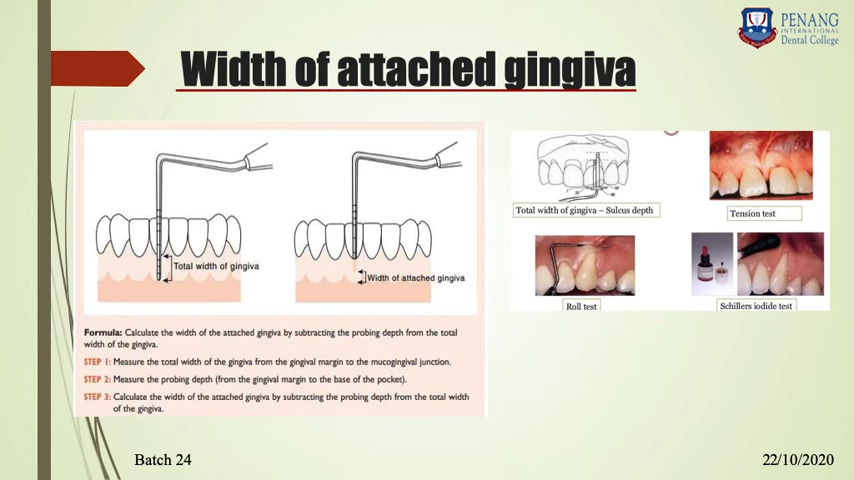 PENANG
INTERNATIONAL
Dental College
Width of attached gingiva
Total width of gingiva
Width of attached gingiva
Formula: Calculate the width of the attached gingiva by subtracting the probing depth from the total
width of the gingiva.
STEP 1: Measure the total width of the gingiva from the gingival margin to the mucogingival junction.
STEP 2: Measure the probing depth (from the gingival margin to the base of the pocket).
STEP 3: Calculate the width of the attached gingiva by subtracting the probing depth from the total width
of the gingiva.
Total width of gingiva – Sulcus depth
Tension test
Roll test
Schillers iodide test
Batch 24
22/10/2020